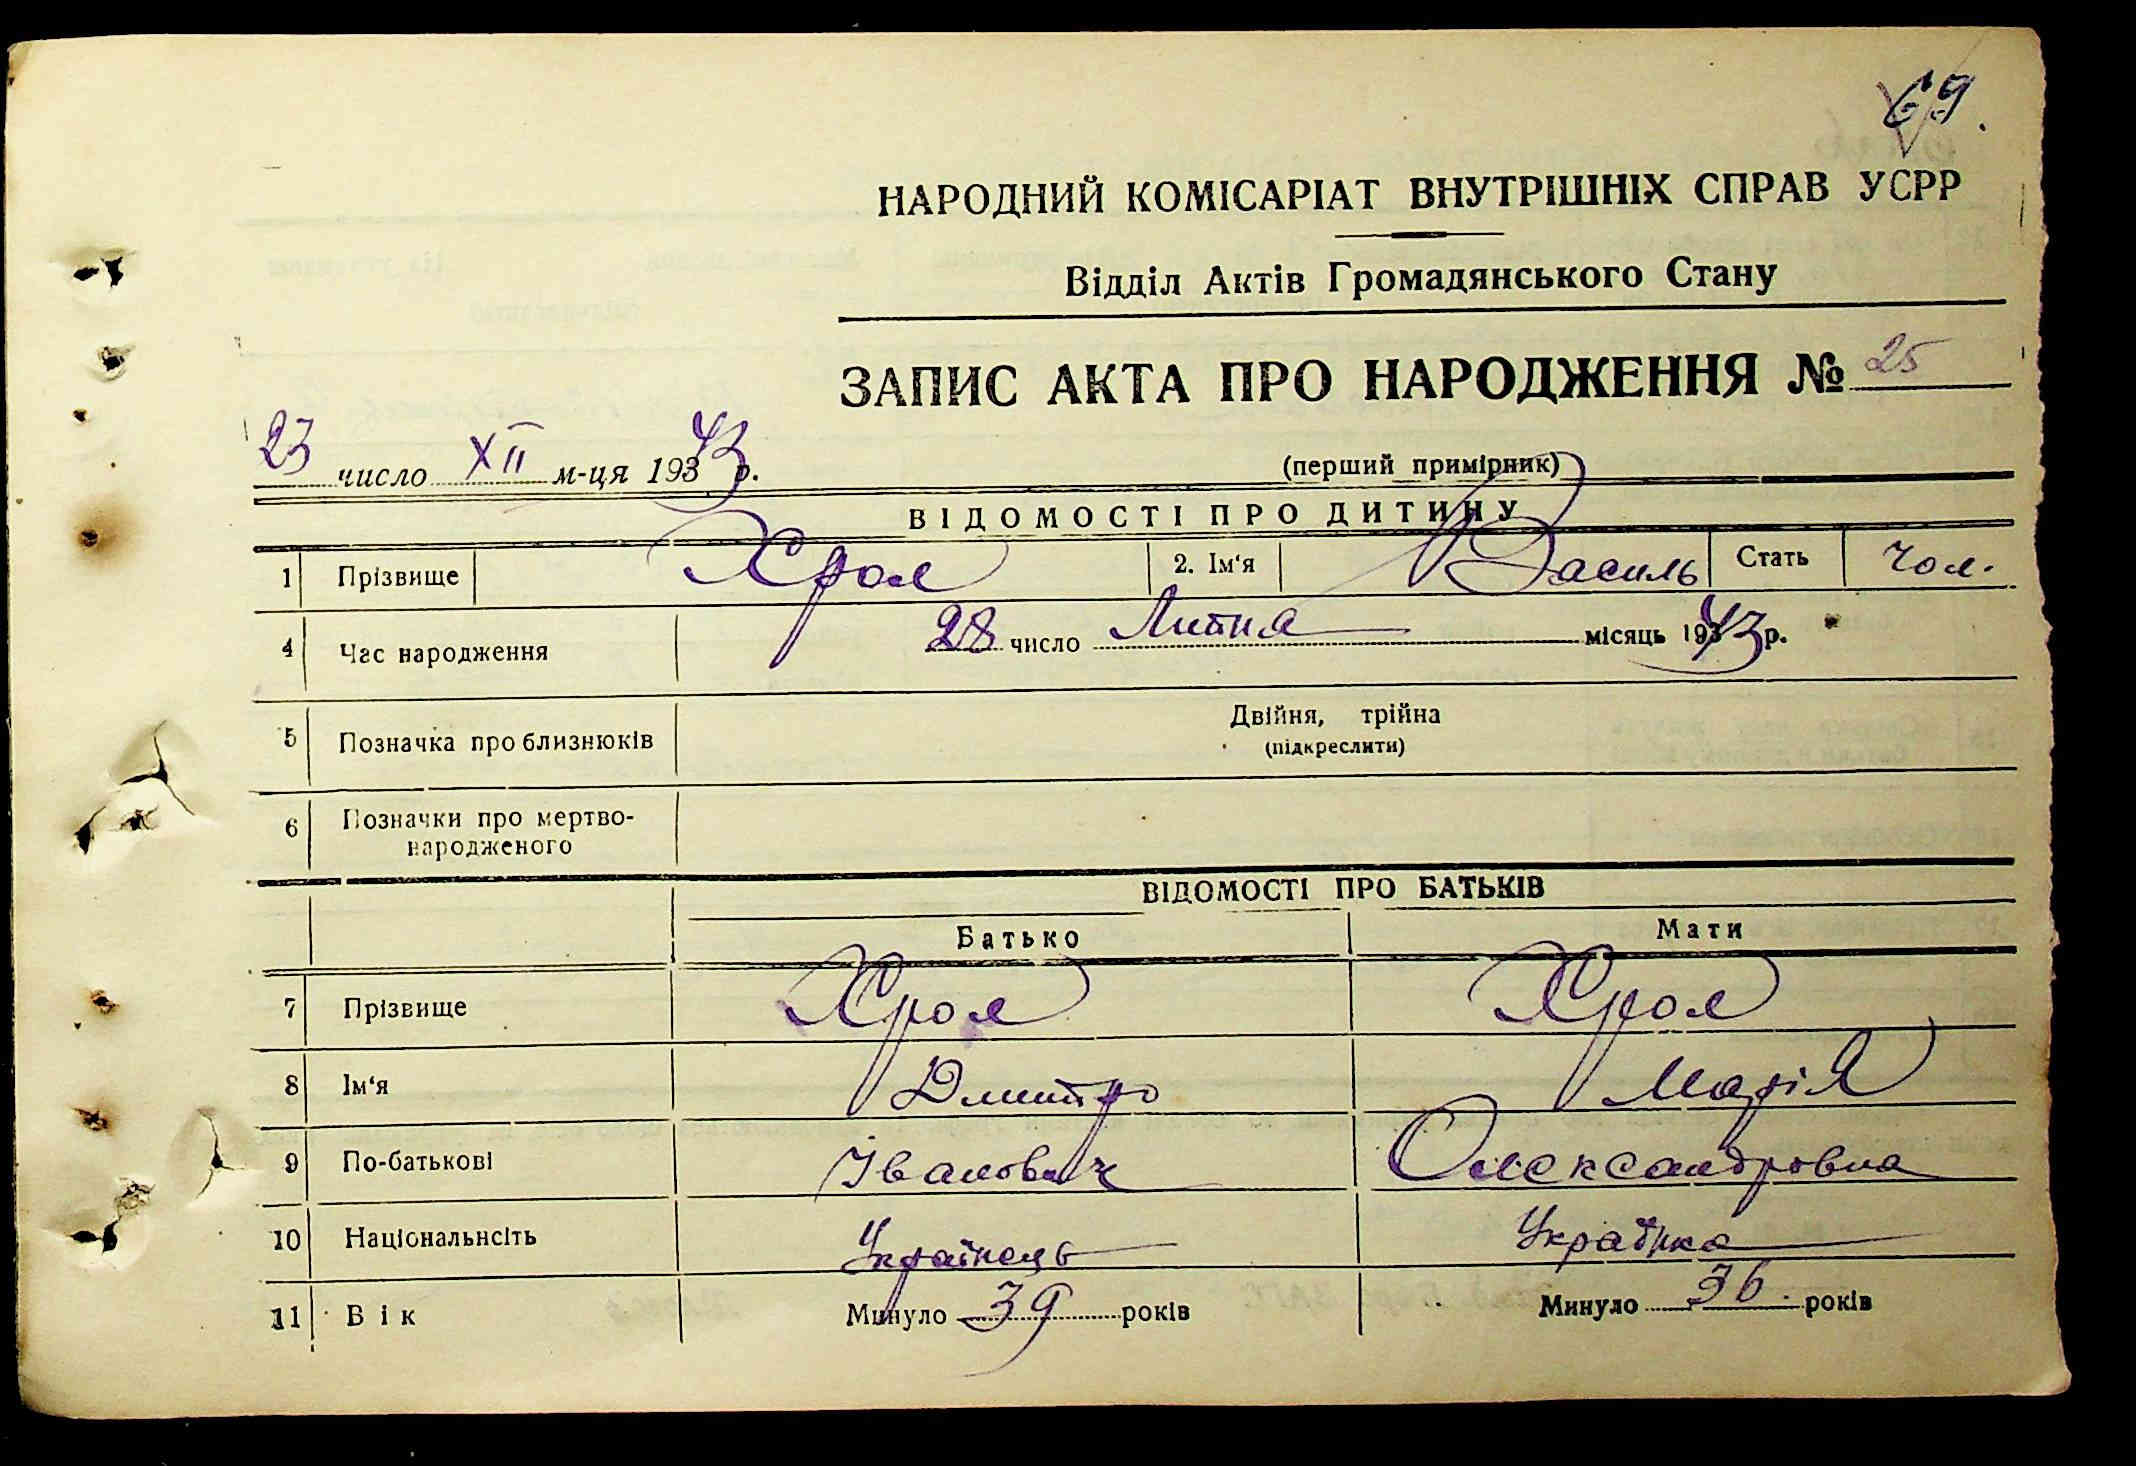 69.
НАРОДНИЙ КОМІСАРІАТ ВНУТРІШНІХ СПРАВ УСРР
Відділ Актів Громадянського Стану
ЗАПИС АКТА ПРО НАРОДЖЕННЯ № 25
23 число XII м-ця 1943 р.
(перший примірник)
ВІДОМОСТІ ПРО ДИТИНУ
1 Прізвище Хрол 2. Ім‘я Василь Стать чол.
4 Час народження 28 число Липня місяць 1943 р.
5 Позначка про близнюків Двійня, трійна
(підкреслити)
6 Позначки про мертво-
народженого
ВІДОМОСТІ ПРО БАТЬКІВ
Батько Мати
7 Прізвище Хрол Хрол
8 Ім‘я Дмитро Марія
9 По-батькові Іванович Олександровна
10 Національнсіть Українець Українка
11 Вік Минуло 39 років Минуло 36. років